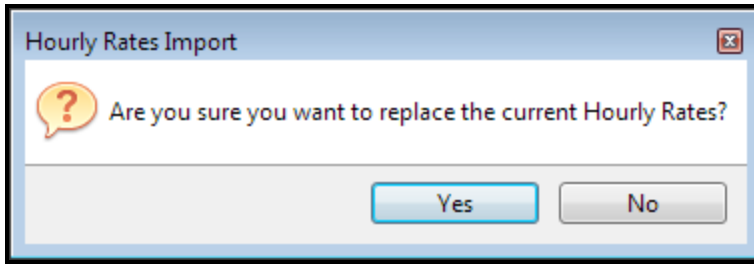 Hourly Rates Import
Are you sure you want to replace the current Hourly Rates?
Yes No